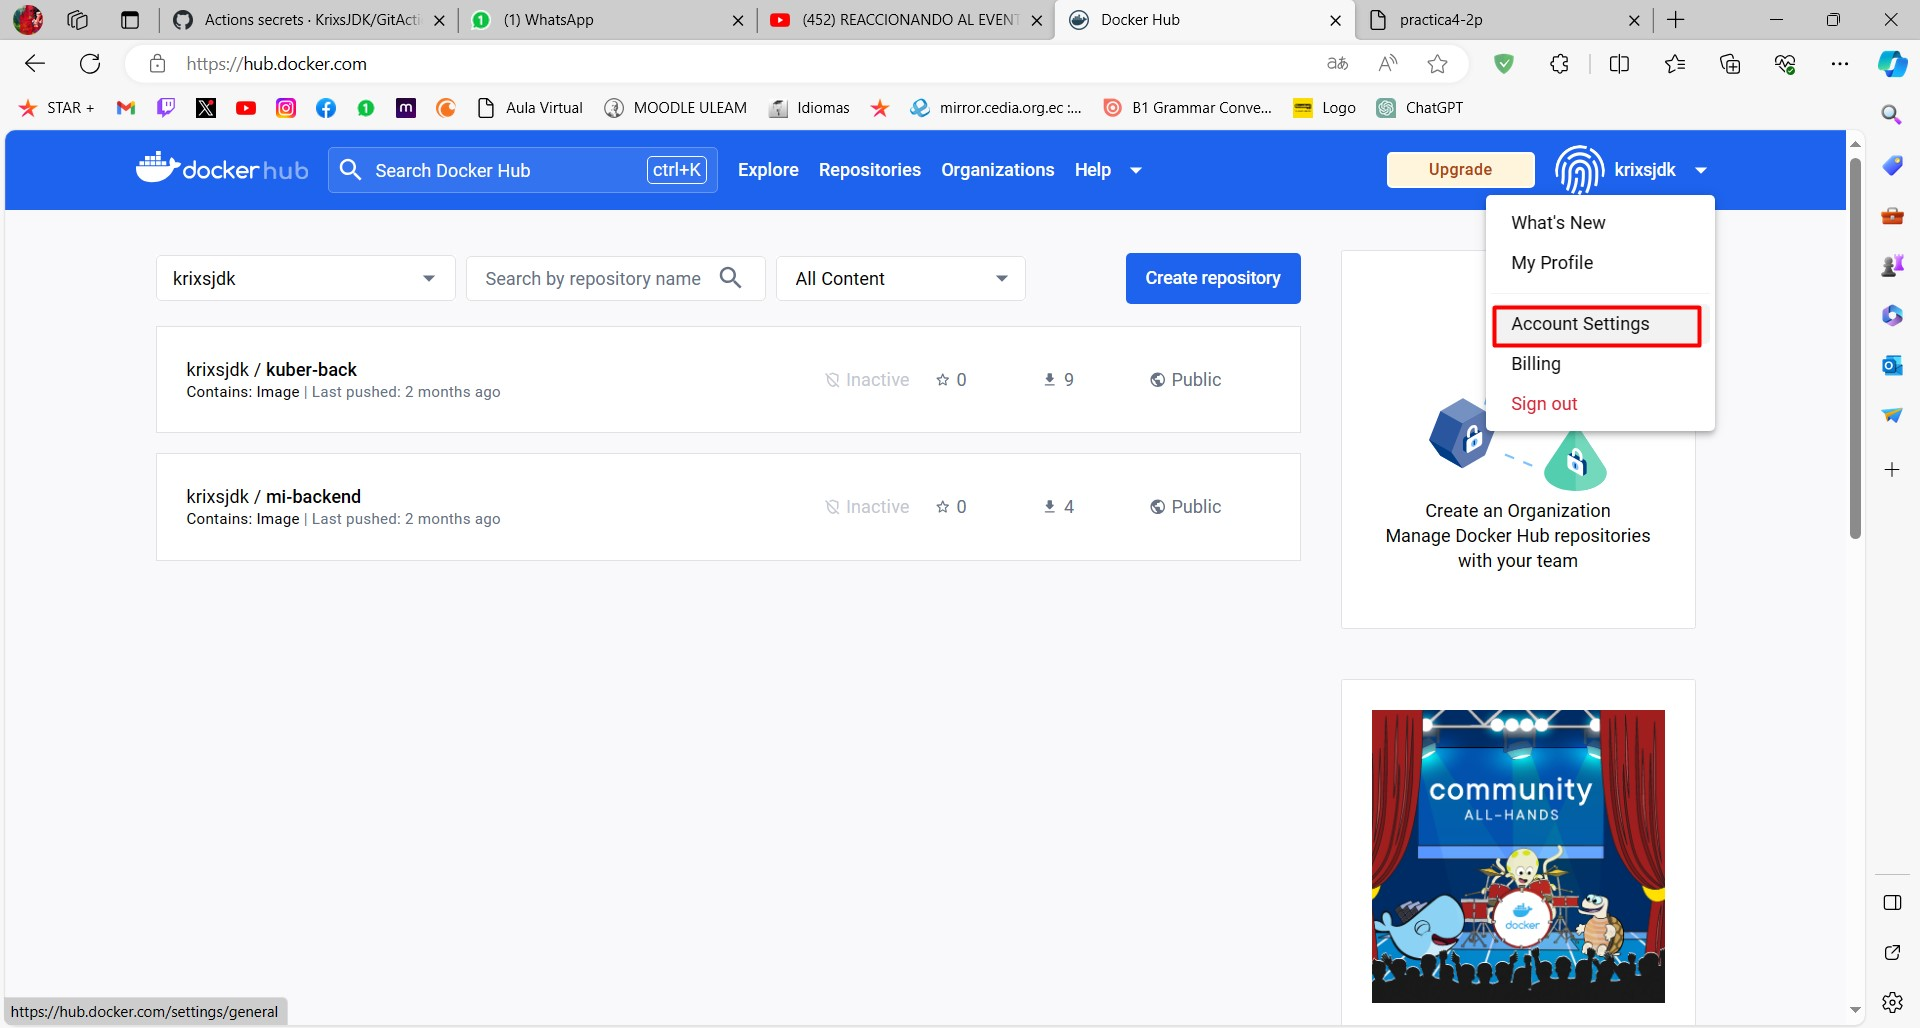 Actions secrets · KrixsJDK/GitActi
(1) WhatsApp
(452) REACCIONANDO AL EVENT
Docker Hub
practica4-2p
https://hub.docker.com
STAR +
Aula Virtual
MOODLE ULEAM
Idiomas
mirror.cedia.org.ec :...
B1 Grammar Conve...
Logo
ChatGPT
docker hub
Search Docker Hub
ctrl+K
Explore
Repositories
Organizations
Help
Upgrade
krixsjdk
What's New
My Profile
Account Settings
Billing
Sign out
krixsjdk
Search by repository name
All Content
Create repository
krixsjdk / kuber-back
Contains: Image | Last pushed: 2 months ago
Inactive
0
9
Public
krixsjdk / mi-backend
Contains: Image | Last pushed: 2 months ago
Inactive
0
4
Public
Create an Organization
Manage Docker Hub repositories
with your team
community
ALL-HANDS
docker
https://hub.docker.com/settings/general